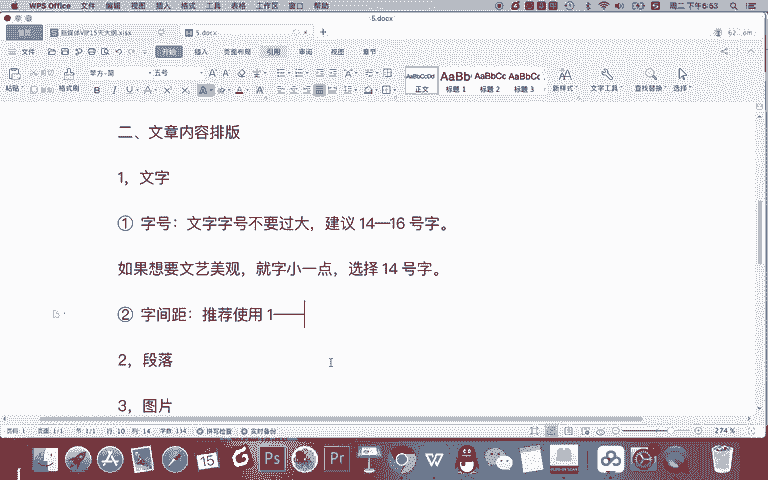 WPS Office 文件 编辑 视图 插入 格式 工具 表格 工作区 窗口 帮助 周二 下午6:53
5.docx
首页 新媒体VIP15天大纲.xlsx 5.docx
文件 开始 插入 页面布局 引用 审阅 视图 章节
粘贴 剪切 复制 格式刷 苹方-简 五号 AaBbCcDd 正文 AaBb 标题 1 AaBbCc 标题 2 AaBbCc 标题 3 新样式 文字工具 查找替换 选择
二、文章内容排版
1，文字
① 字号：文字字号不要过大，建议 14—16 号字。
如果想要文艺美观，就字小一点，选择 14 号字。
② 字间距：推荐使用 1——
2，段落
3，图片
页码: 1 页面: 1/1 节: 1/1 行: 10 列: 14 字数: 134 拼写检查 实时备份 274 %
15 Ps Pr